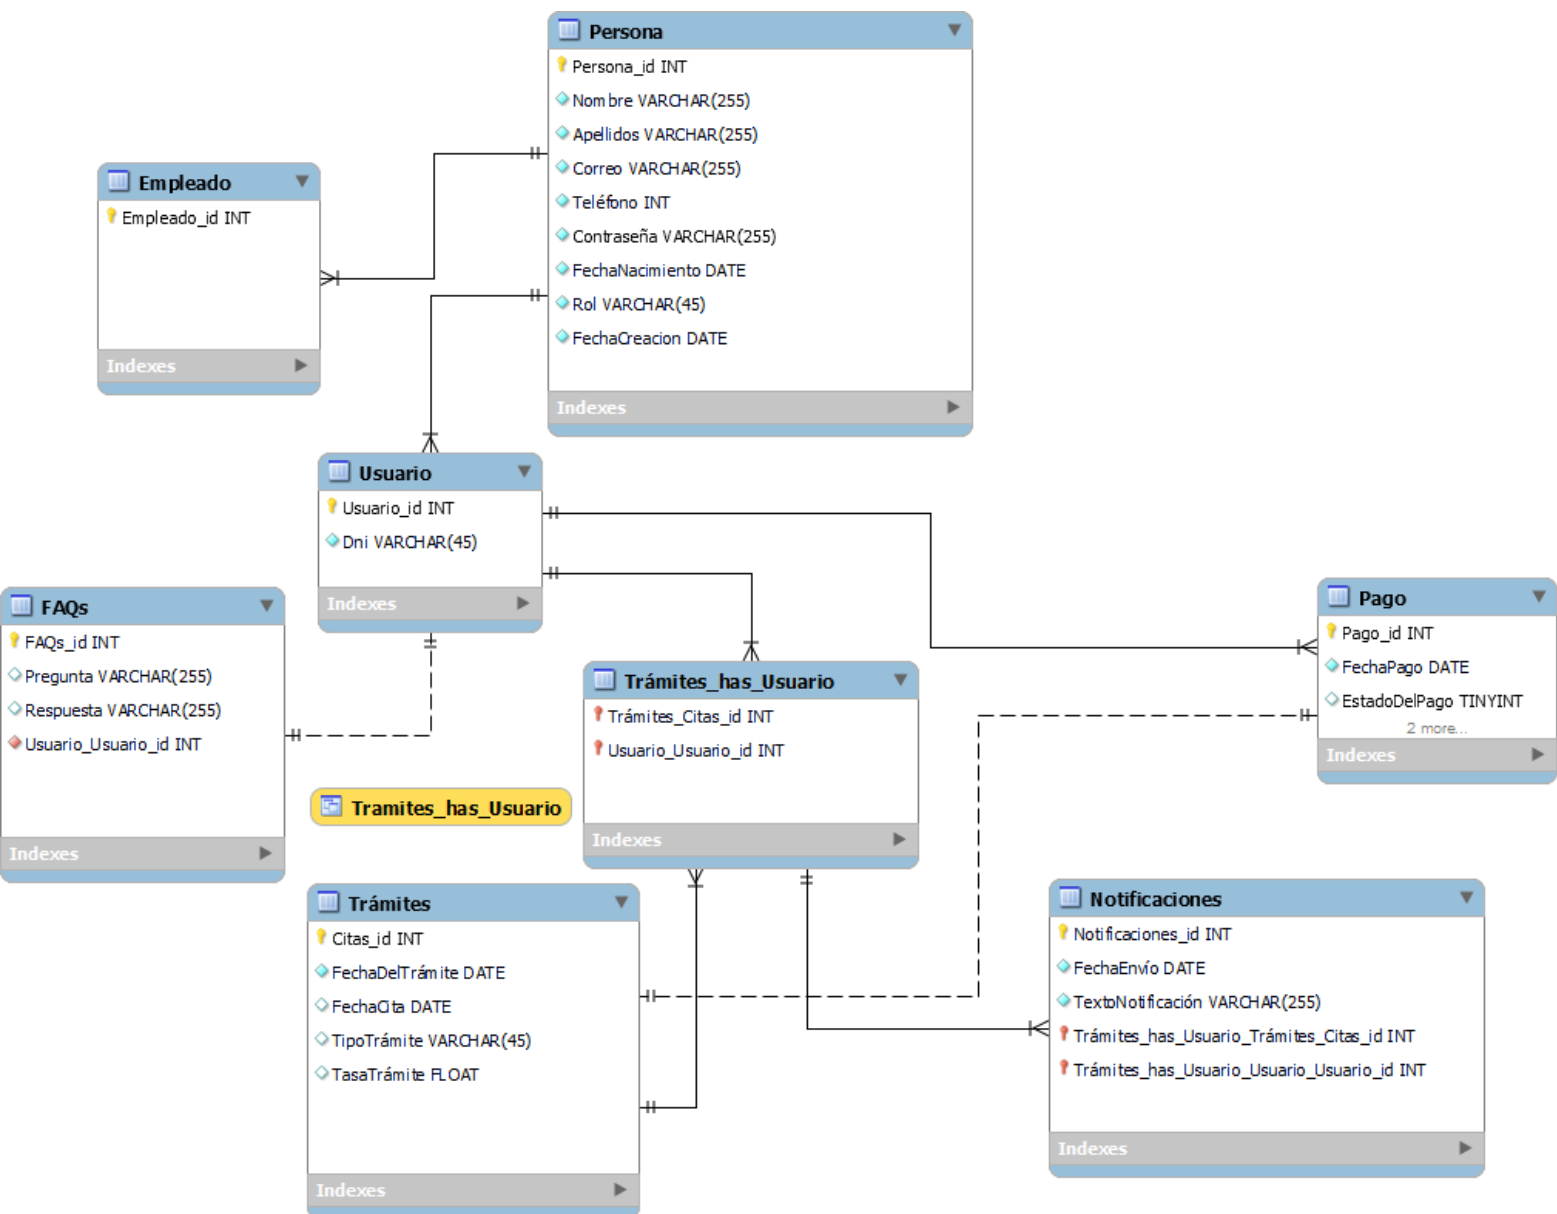 Persona
Persona_id INT
Nombre VARCHAR(255)
Apellidos VARCHAR(255)
Correo VARCHAR(255)
Teléfono INT
Contraseña VARCHAR(255)
FechaNacimiento DATE
Rol VARCHAR(45)
FechaCreacion DATE
Indexes
Empleado
Empleado_id INT
Indexes
Usuario
Usuario_id INT
Dni VARCHAR(45)
Indexes
FAQs
FAQs_id INT
Pregunta VARCHAR(255)
Respuesta VARCHAR(255)
Usuario_Usuario_id INT
Indexes
Pago
Pago_id INT
FechaPago DATE
EstadoDelPago TINYINT
2 more...
Indexes
Trámites_has_Usuario
Trámites_Citas_id INT
Usuario_Usuario_id INT
Indexes
Tramites_has_Usuario
Trámites
Citas_id INT
FechaDelTrámite DATE
FechaCita DATE
TipoTrámite VARCHAR(45)
TasaTrámite FLOAT
Indexes
Notificaciones
Notificaciones_id INT
FechaEnvío DATE
TextoNotificación VARCHAR(255)
Trámites_has_Usuario_Trámites_Citas_id INT
Trámites_has_Usuario_Usuario_Usuario_id INT
Indexes